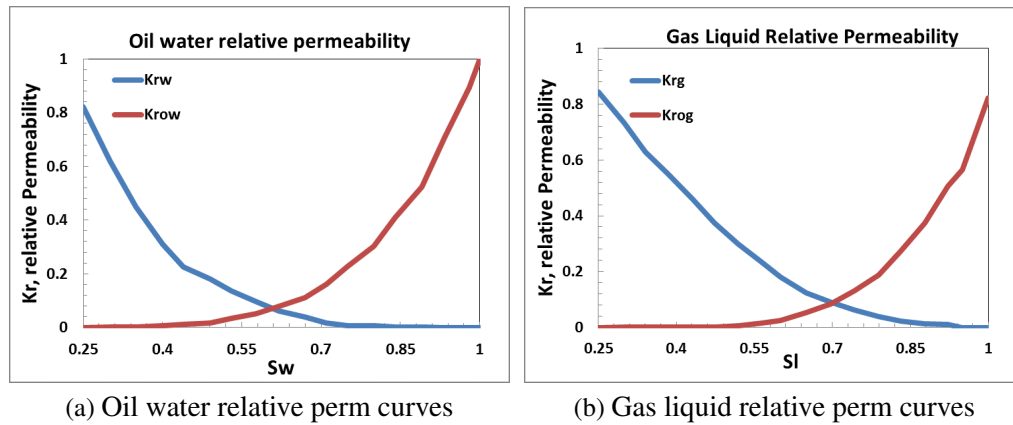 Oil water relative permeability
Kr, relative Permeability
1
0.8
0.6
0.4
0.2
0
Krw
Krow
0.25 0.4 0.55 0.7 0.85 1
Sw
(a) Oil water relative perm curves
Gas Liquid Relative Permeability
Kr, relative Permeability
1
0.8
0.6
0.4
0.2
0
Krg
Krog
0.25 0.4 0.55 0.7 0.85 1
Sl
(b) Gas liquid relative perm curves